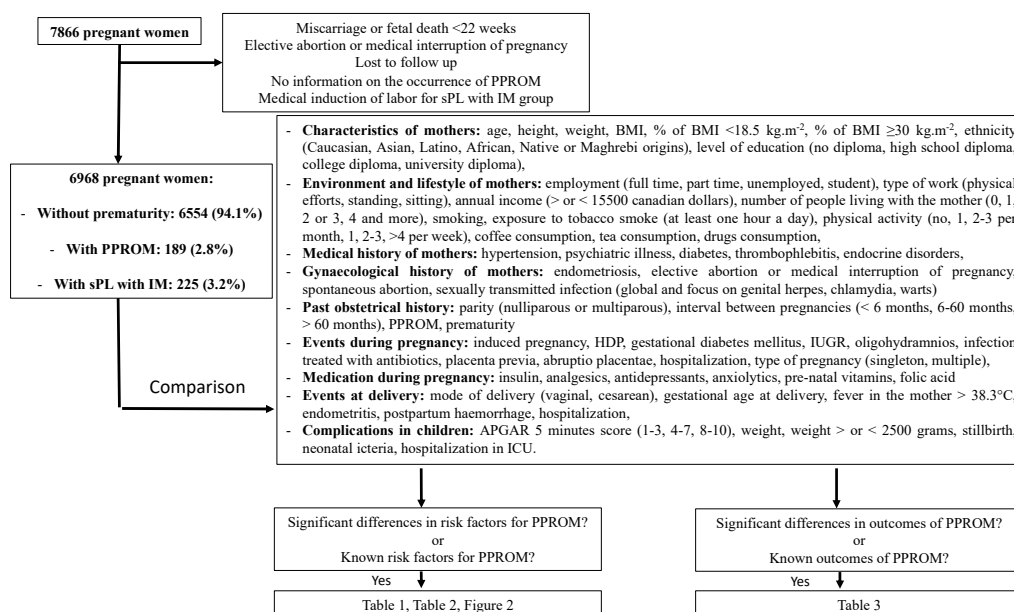 7866 pregnant women
Miscarriage or fetal death <22 weeks
Elective abortion or medical interruption of pregnancy
Lost to follow up
No information on the occurrence of PPROM
Medical induction of labor for sPL with IM group
6968 pregnant women:
- Without prematurity: 6554 (94.1%)
- With PPROM: 189 (2.8%)
- With sPL with IM: 225 (3.2%)
Comparison
- Characteristics of mothers: age, height, weight, BMI, % of BMI <18.5 kg.m-2, % of BMI ≥30 kg.m-2, ethnicity
(Caucasian, Asian, Latino, African, Native or Maghrebi origins), level of education (no diploma, high school diploma,
college diploma, university diploma),
- Environment and lifestyle of mothers: employment (full time, part time, unemployed, student), type of work (physical
efforts, standing, sitting), annual income (> or < 15500 canadian dollars), number of people living with the mother (0, 1,
2 or 3, 4 and more), smoking, exposure to tobacco smoke (at least one hour a day), physical activity (no, 1, 2-3 per
month, 1, 2-3, >4 per week), coffee consumption, tea consumption, drugs consumption,
- Medical history of mothers: hypertension, psychiatric illness, diabetes, thrombophlebitis, endocrine disorders,
- Gynaecological history of mothers: endometriosis, elective abortion or medical interruption of pregnancy,
spontaneous abortion, sexually transmitted infection (global and focus on genital herpes, chlamydia, warts)
- Past obstetrical history: parity (nulliparous or multiparous), interval between pregnancies (< 6 months, 6-60 months,
> 60 months), PPROM, prematurity
- Events during pregnancy: induced pregnancy, HDP, gestational diabetes mellitus, IUGR, oligohydramnios, infection
treated with antibiotics, placenta previa, abruptio placentae, hospitalization, type of pregnancy (singleton, multiple),
- Medication during pregnancy: insulin, analgesics, antidepressants, anxiolytics, pre-natal vitamins, folic acid
- Events at delivery: mode of delivery (vaginal, cesarean), gestational age at delivery, fever in the mother > 38.3°C,
endometritis, postpartum haemorrhage, hospitalization,
- Complications in children: APGAR 5 minutes score (1-3, 4-7, 8-10), weight, weight > or < 2500 grams, stillbirth,
neonatal icteria, hospitalization in ICU.
Significant differences in risk factors for PPROM?
or
Known risk factors for PPROM?
Yes
Table 1, Table 2, Figure 2
Significant differences in outcomes of PPROM?
or
Known outcomes of PPROM?
Yes
Table 3